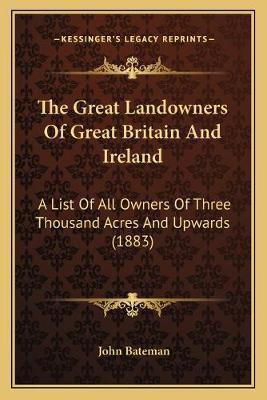 KESSINGER'S LEGACY REPRINTS
The Great Landowners
Of Great Britain And
Ireland
A List Of All Owners Of Three
Thousand Acres And Upwards
(1883)
John Bateman